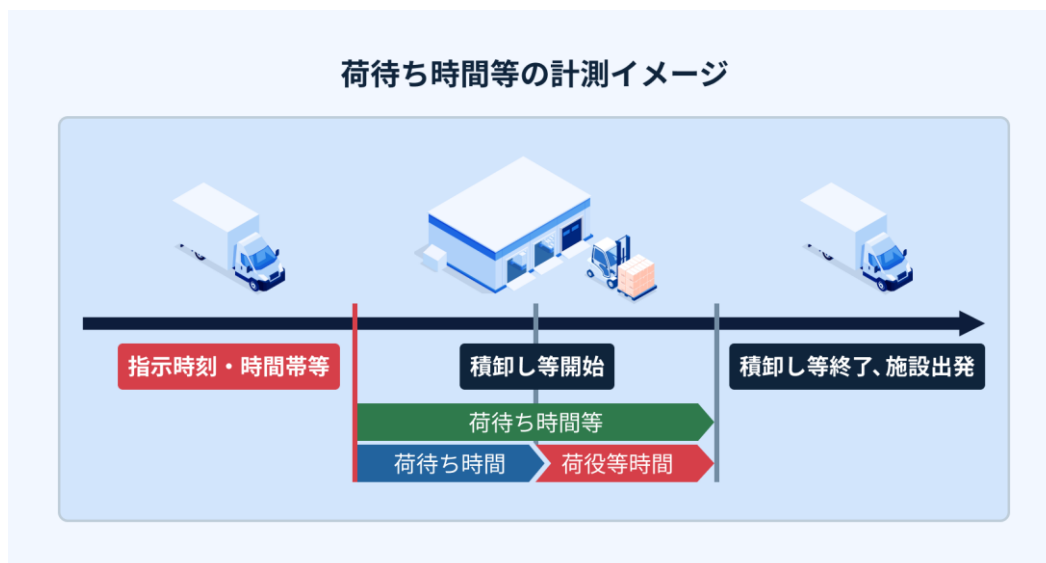 荷待ち時間等の計測イメージ
指示時刻・時間帯等
積卸し等開始
積卸し等終了、施設出発
荷待ち時間等
荷待ち時間
荷役等時間